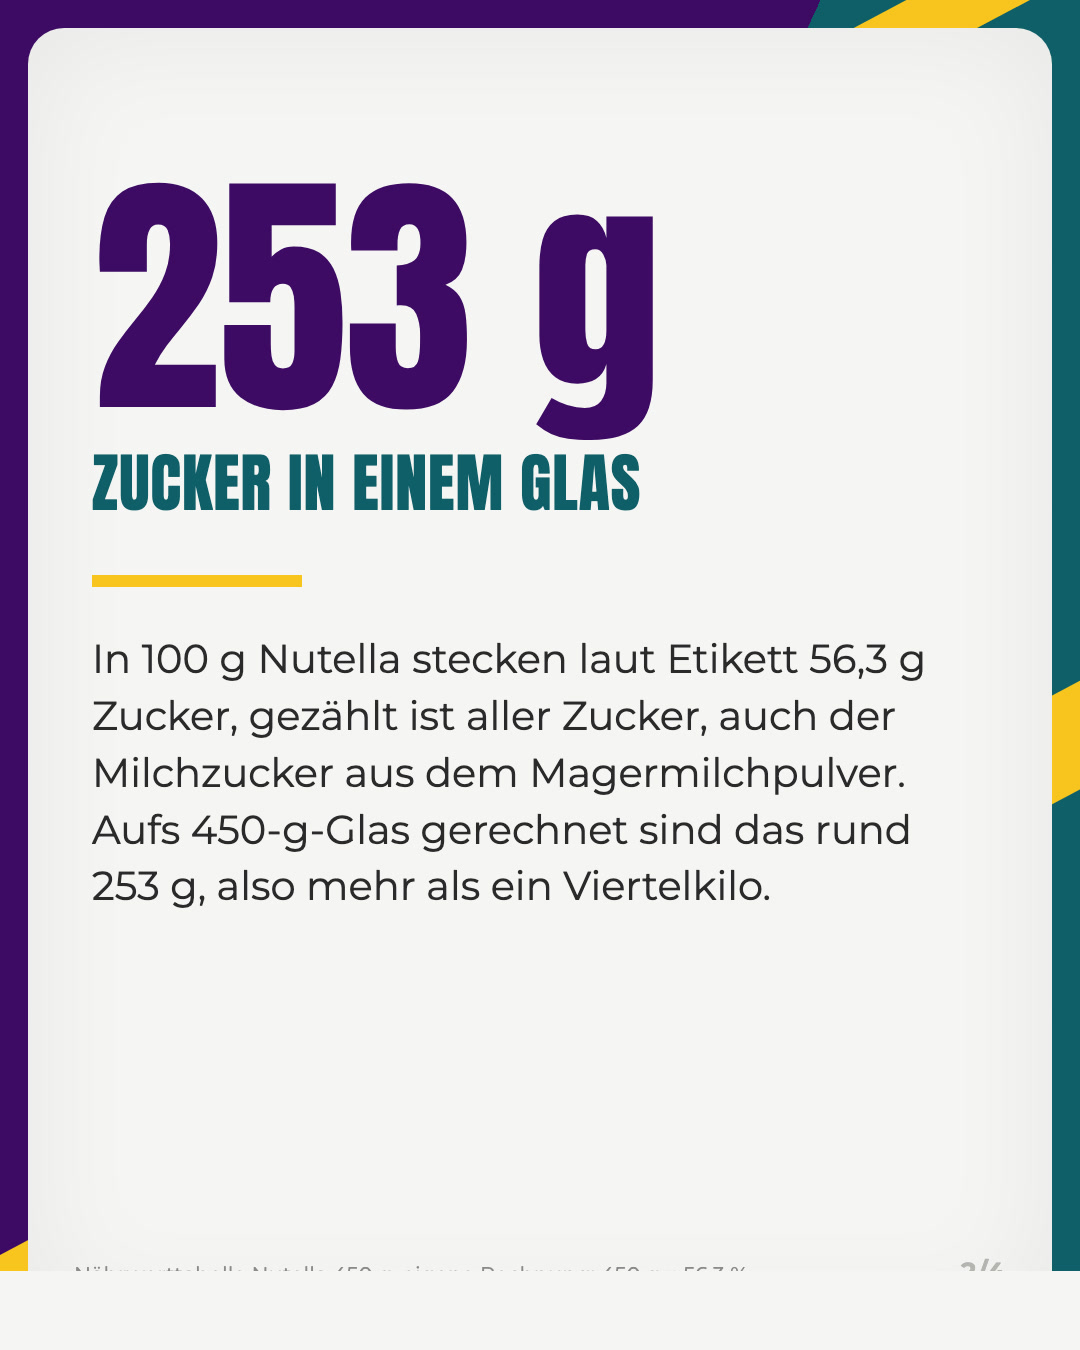 253 g
ZUCKER IN EINEM GLAS
In 100 g Nutella stecken laut Etikett 56,3 g
Zucker, gezählt ist aller Zucker, auch der
Milchzucker aus dem Magermilchpulver.
Aufs 450-g-Glas gerechnet sind das rund
253 g, also mehr als ein Viertelkilo.